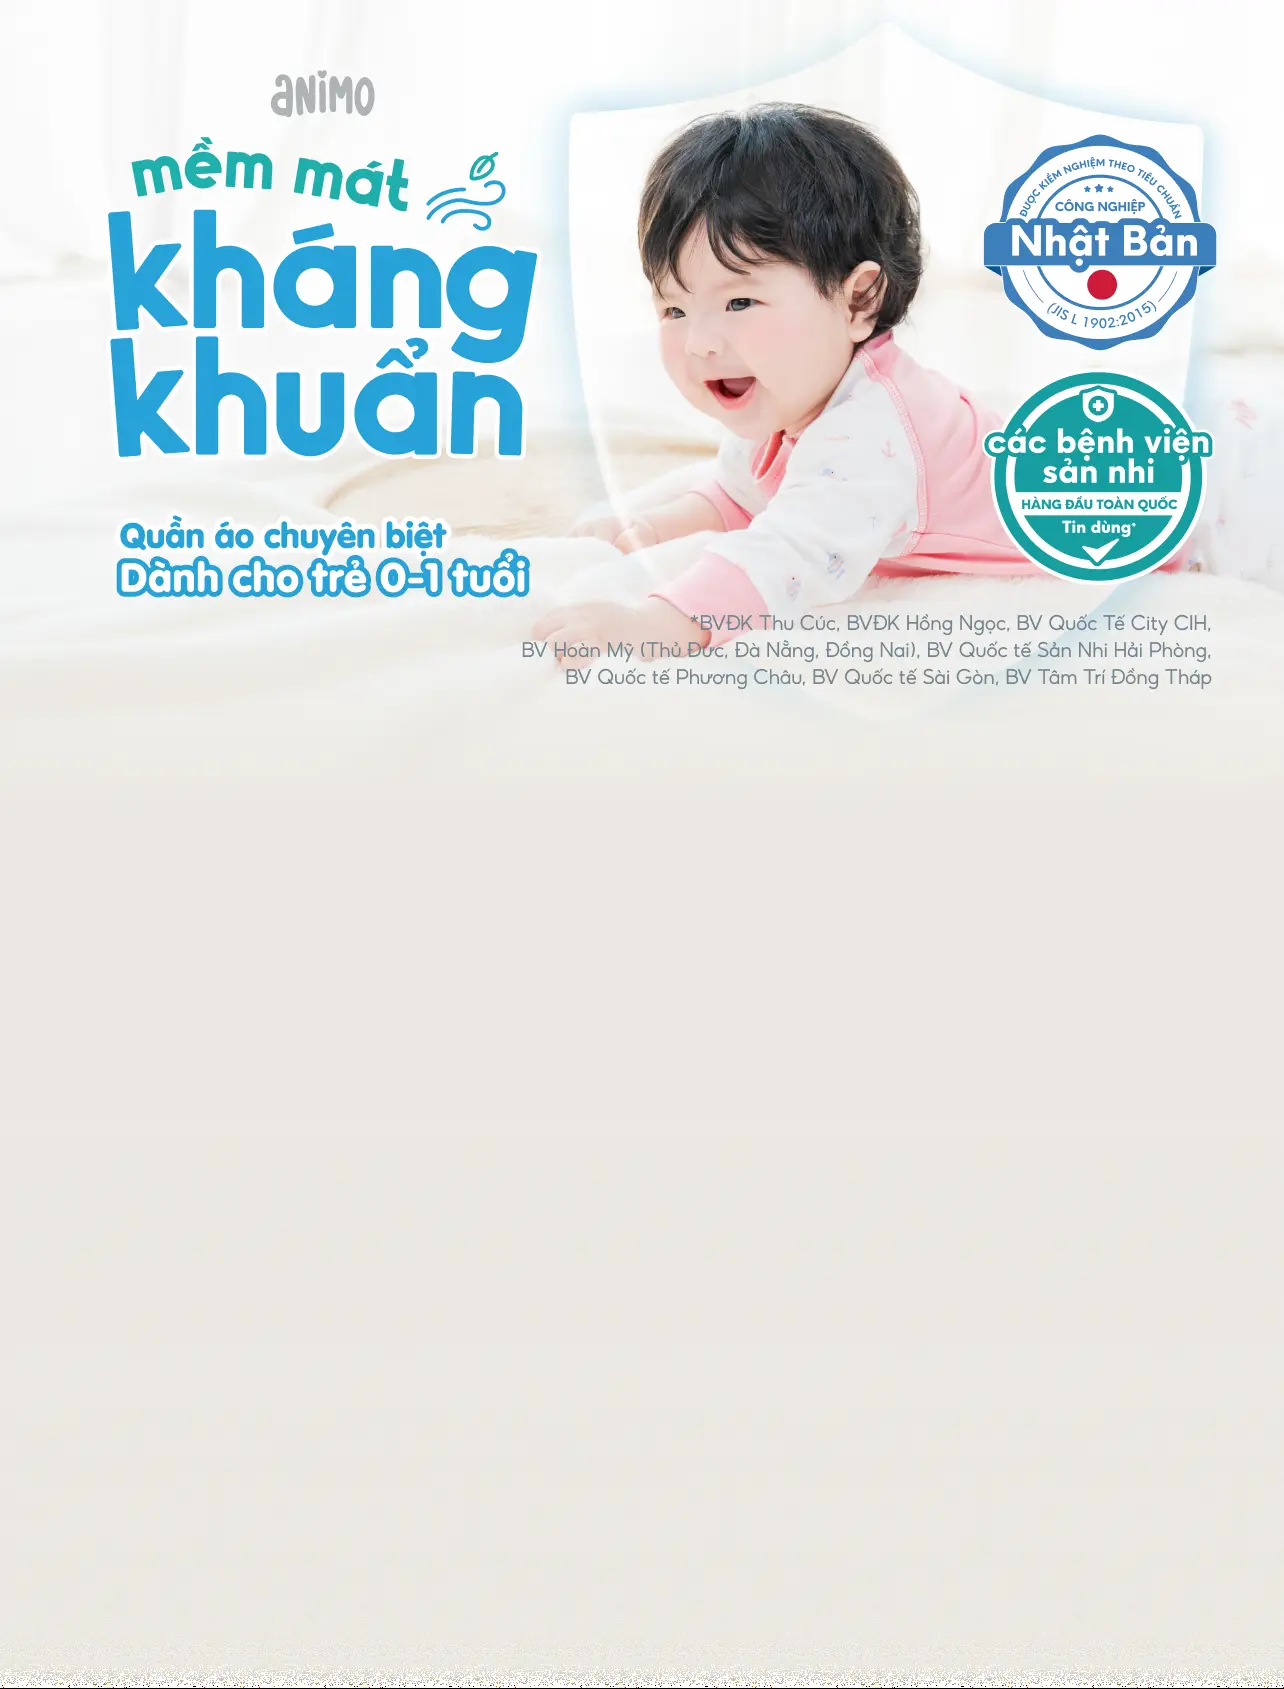 animo
mềm mát
kháng
khuẩn
Quần áo chuyên biệt
Dành cho trẻ 0-1 tuổi
ĐƯỢC KIỂM NGHIỆM THEO TIÊU CHUẨN
CÔNG NGHIỆP
Nhật Bản
(JIS L 1902:2015)
các bệnh viện
sản nhi
HÀNG ĐẦU TOÀN QUỐC
Tin dùng*
*BVĐK Thu Cúc, BVĐK Hồng Ngọc, BV Quốc Tế City CIH,
BV Hoàn Mỹ (Thủ Đức, Đà Nẵng, Đồng Nai), BV Quốc tế Sản Nhi Hải Phòng,
BV Quốc tế Phương Châu, BV Quốc tế Sài Gòn, BV Tâm Trí Đồng Tháp